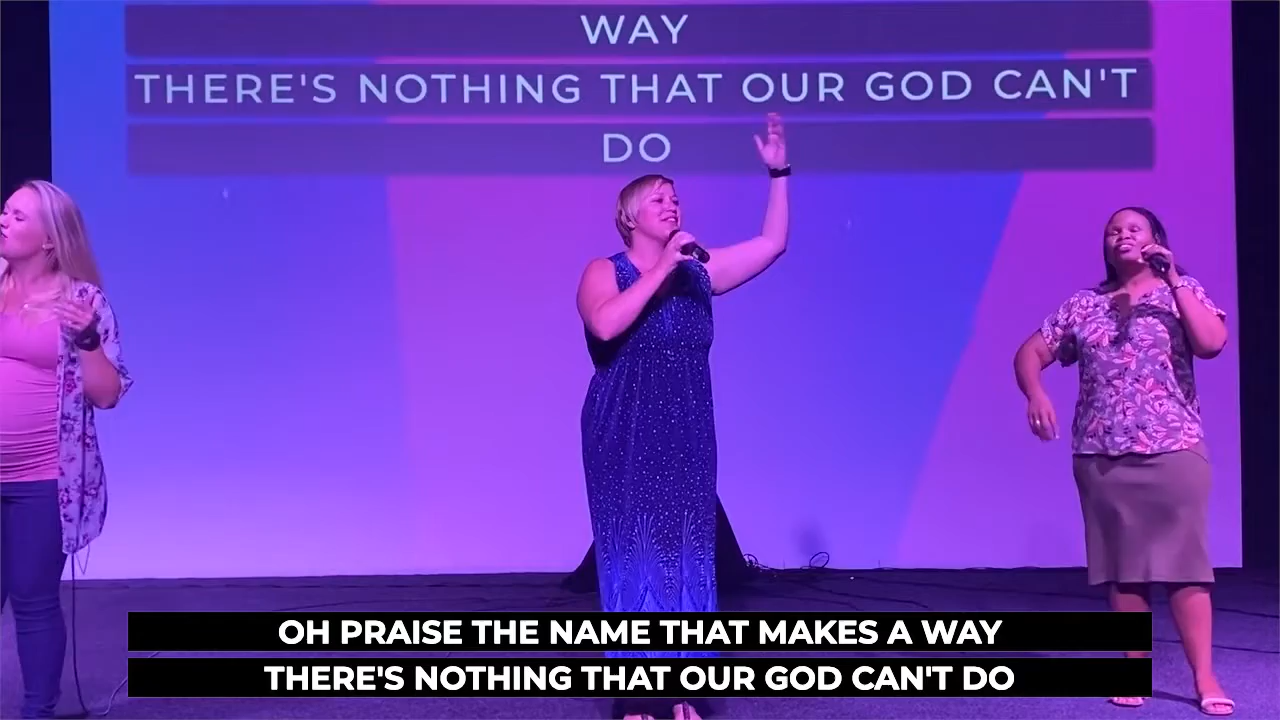 WAY
THERE'S NOTHING THAT OUR GOD CAN'T
DO
OH PRAISE THE NAME THAT MAKES A WAY
THERE'S NOTHING THAT OUR GOD CAN'T DO